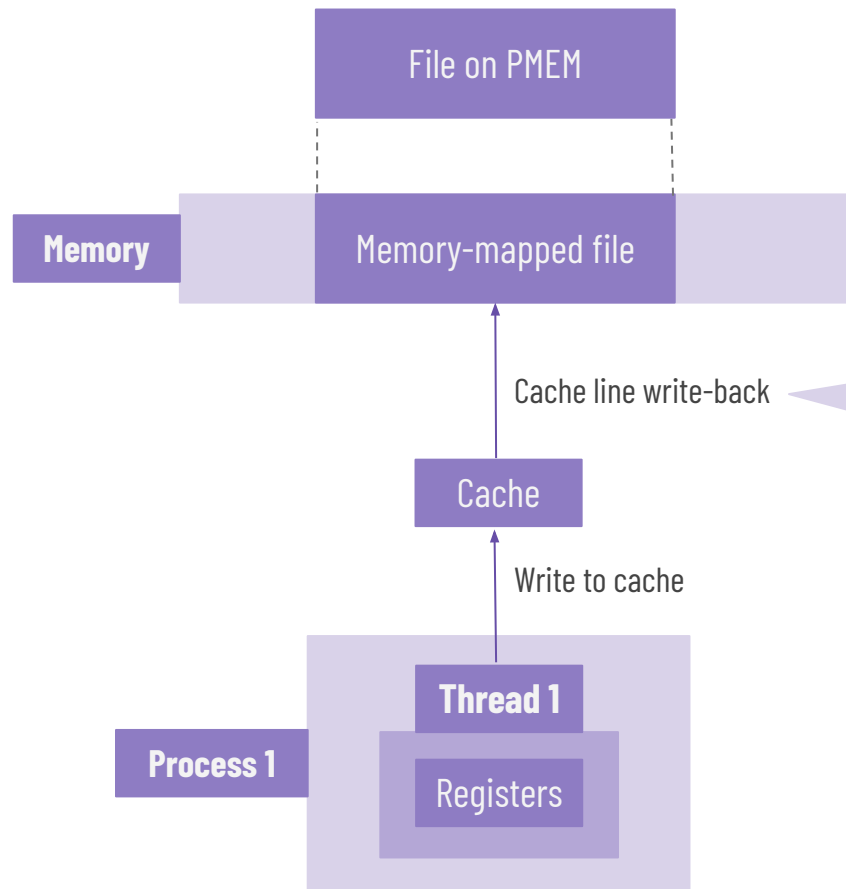 File on PMEM
Memory
Memory-mapped file
Cache line write-back
Cache
Write to cache
Thread 1
Process 1
Registers